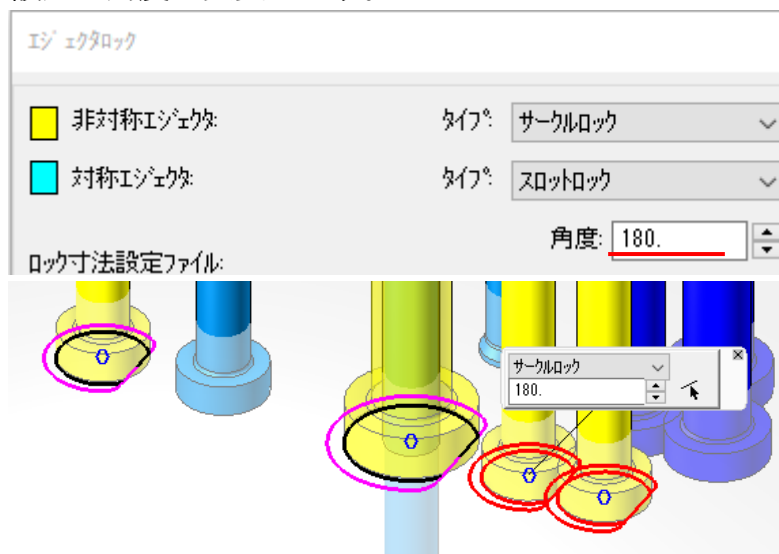 ｴｼﾞｪｸﾀﾛｯｸ
非対称ｴｼﾞｪｸﾀ: ﾀｲﾌﾟ: サークルロック
対称ｴｼﾞｪｸﾀ: ﾀｲﾌﾟ: スロットロック
角度: 180.
ﾛｯｸ寸法設定ﾌｧｲﾙ:
サークルロック
180.